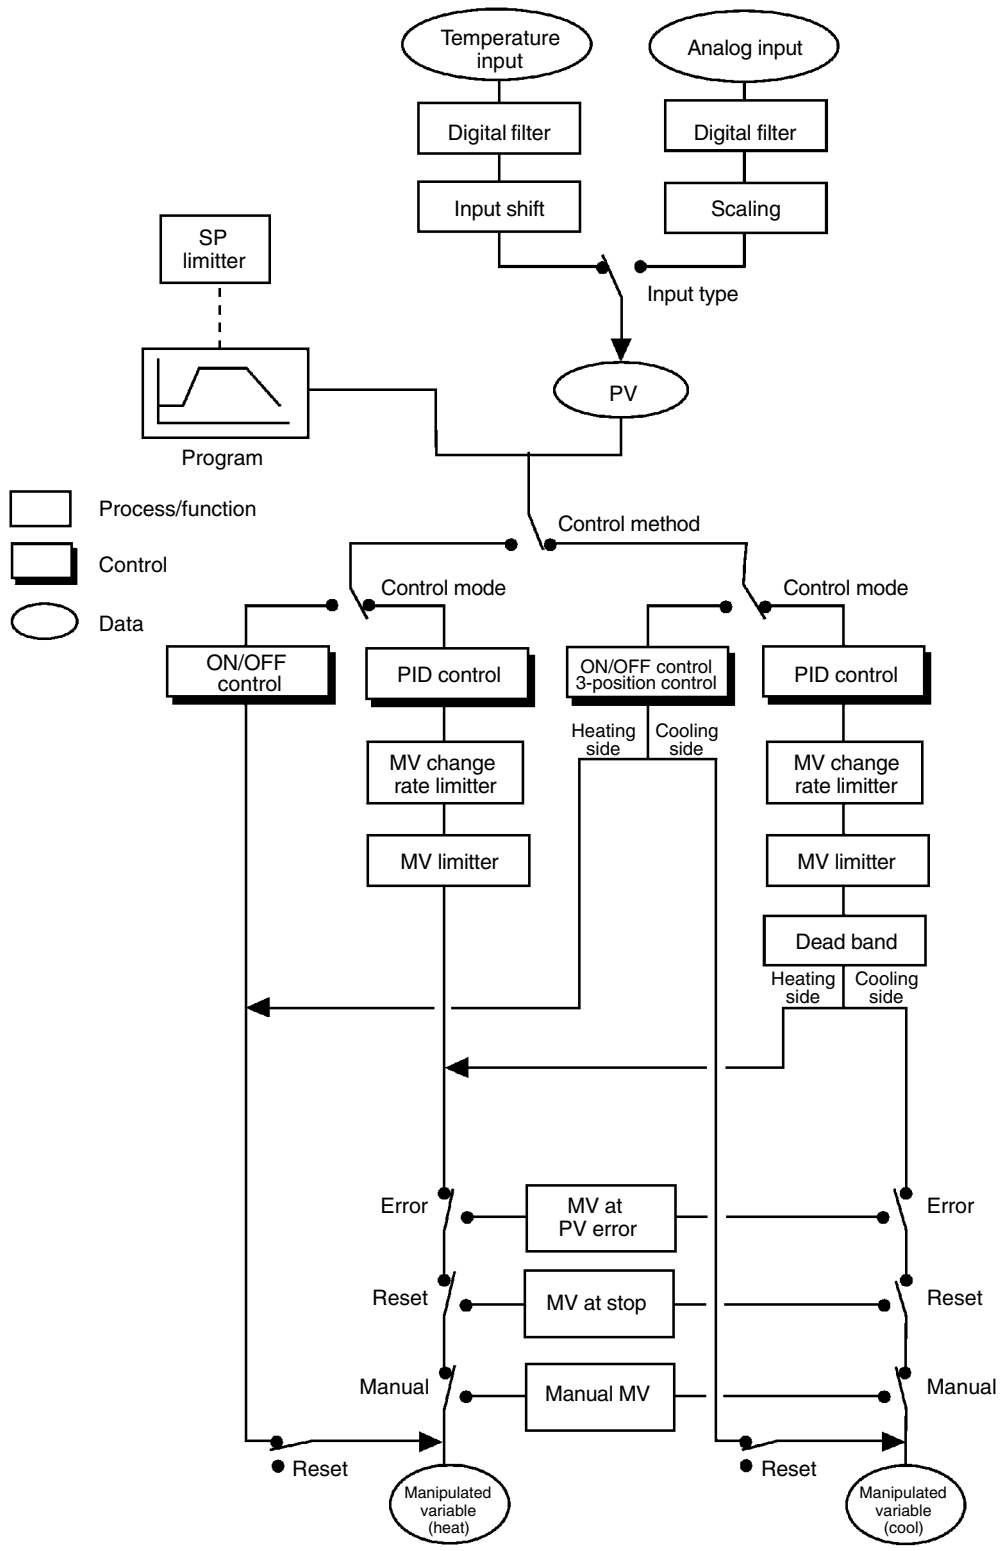 Temperature
input
Analog input
Digital filter
Digital filter
Input shift
Scaling
SP
limitter
Input type
PV
Program
Process/function
Control method
Control
Control mode
Control mode
Data
ON/OFF
control
PID control
ON/OFF control
3-position control
PID control
Heating
side
Cooling
side
MV change
rate limitter
MV change
rate limitter
MV limitter
MV limitter
Dead band
Heating
side
Cooling
side
Error
MV at
PV error
Error
Reset
MV at stop
Reset
Manual
Manual MV
Manual
Reset
Reset
Manipulated
variable
(heat)
Manipulated
variable
(cool)